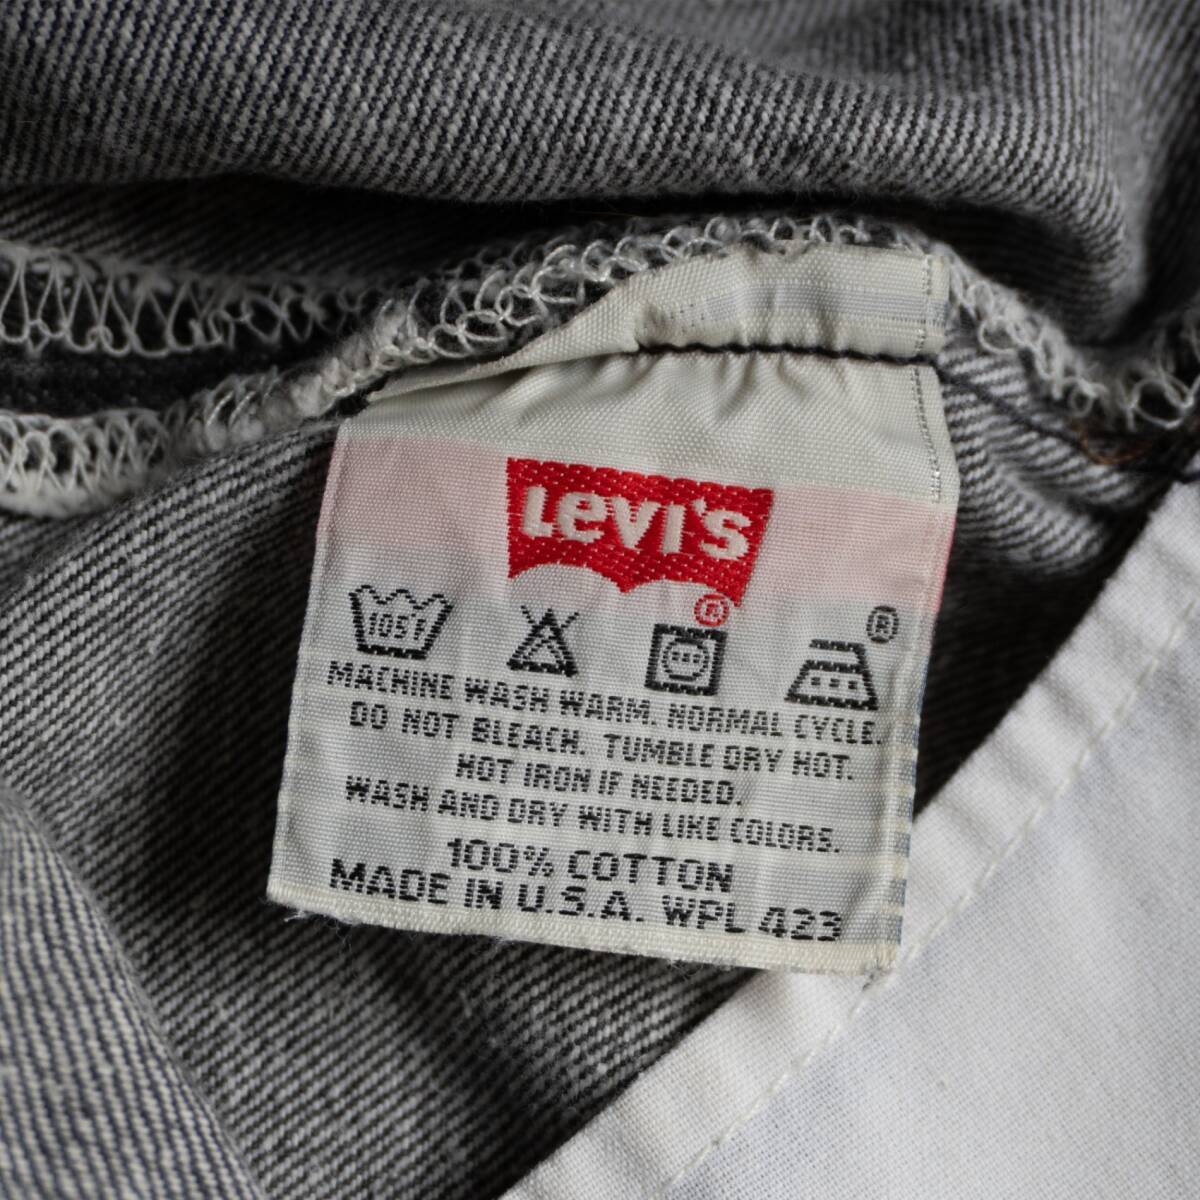 Levi's
®
105°F
®
MACHINE WASH WARM. NORMAL CYCLE.
DO NOT BLEACH. TUMBLE DRY HOT.
HOT IRON IF NEEDED.
WASH AND DRY WITH LIKE COLORS.
100% COTTON
MADE IN U.S.A. WPL 423